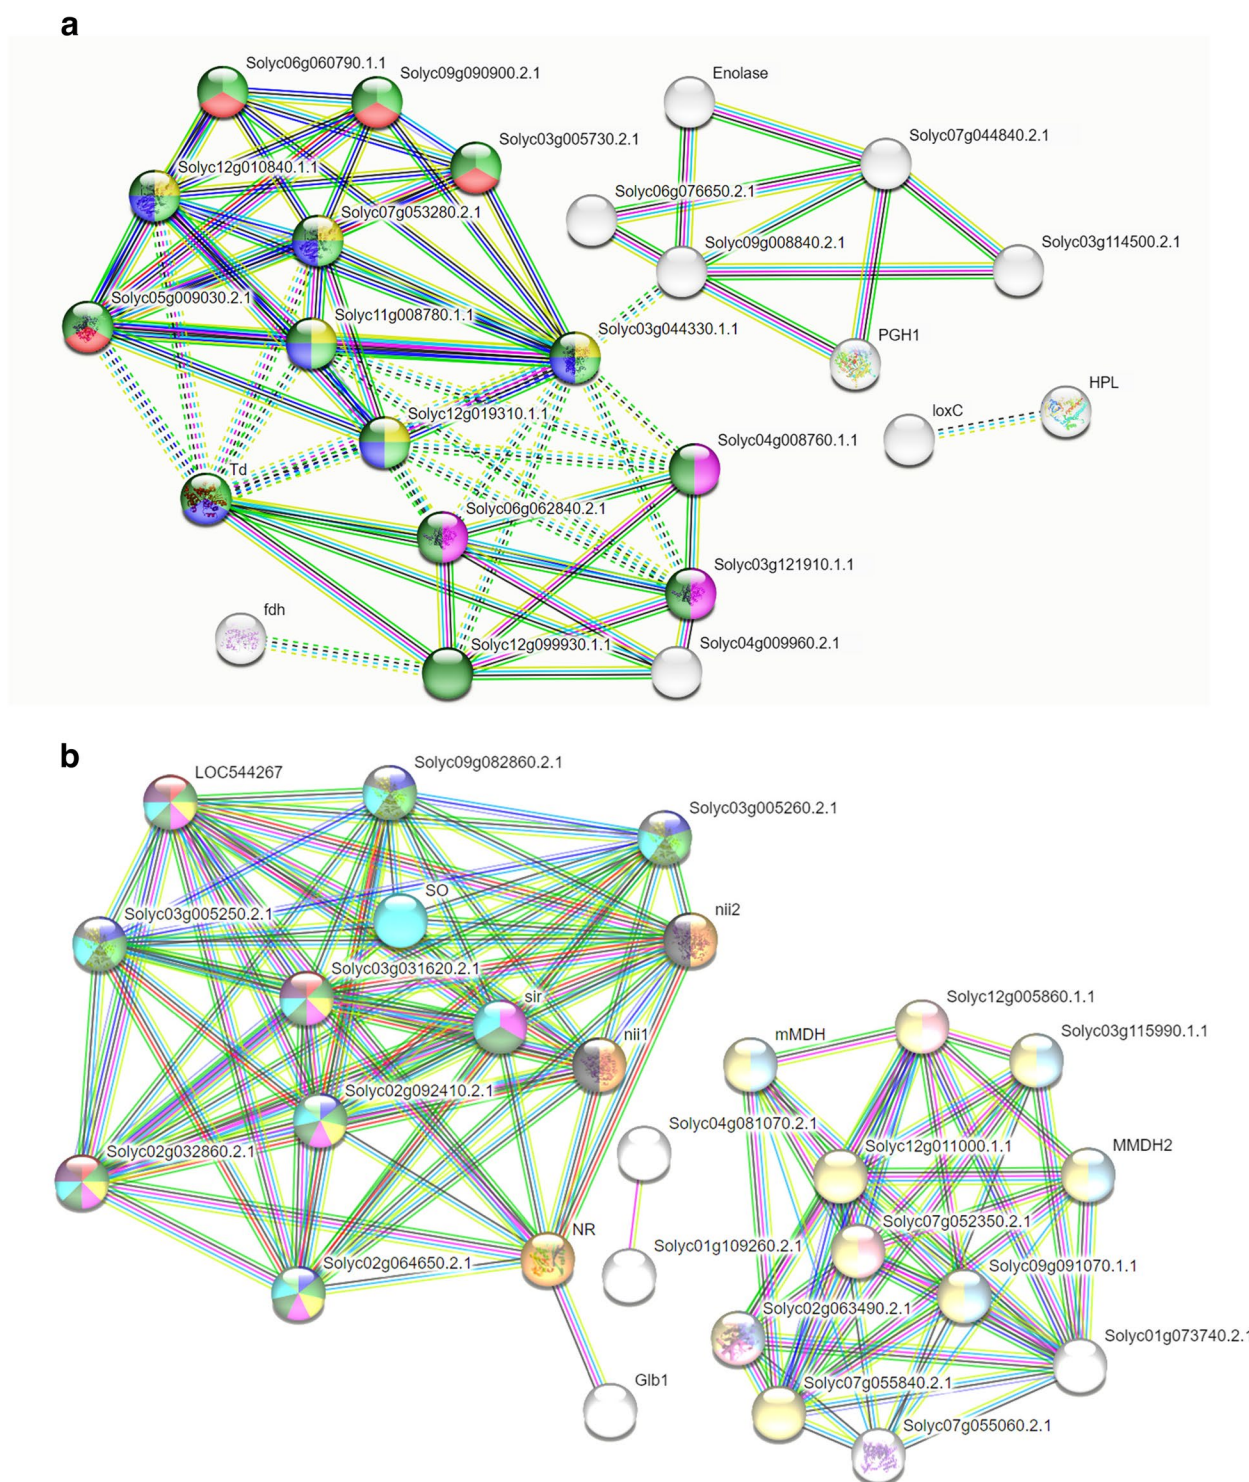 a
Solyc06g060790.1.1
Solyc09g090900.2.1
Enolase
Solyc03g005730.2.1
Solyc07g044840.2.1
Solyc12g010840.1.1
Solyc06g076650.2.1
Solyc07g053280.2.1
Solyc09g008840.2.1
Solyc03g114500.2.1
Solyc05g009030.2.1
Solyc11g008780.1.1
Solyc03g044330.1.1
PGH1
HPL
loxC
Solyc12g019310.1.1
Solyc04g008760.1.1
Td
Solyc06g062840.2.1
Solyc03g121910.1.1
fdh
Solyc12g099930.1.1
Solyc04g009960.2.1
b
LOC544267
Solyc09g082860.2.1
Solyc03g005260.2.1
SO
nii2
Solyc03g005250.2.1
Solyc03g031620.2.1
sir
Solyc12g005860.1.1
nii1
mMDH
Solyc03g115990.1.1
Solyc02g092410.2.1
Solyc04g081070.2.1
Solyc12g011000.1.1
MMDH2
Solyc02g032860.2.1
NR
Solyc07g052350.2.1
Solyc01g109260.2.1
Solyc02g064650.2.1
Solyc09g091070.1.1
Solyc02g063490.2.1
Solyc01g073740.2.1
Glb1
Solyc07g055840.2.1
Solyc07g055060.2.1